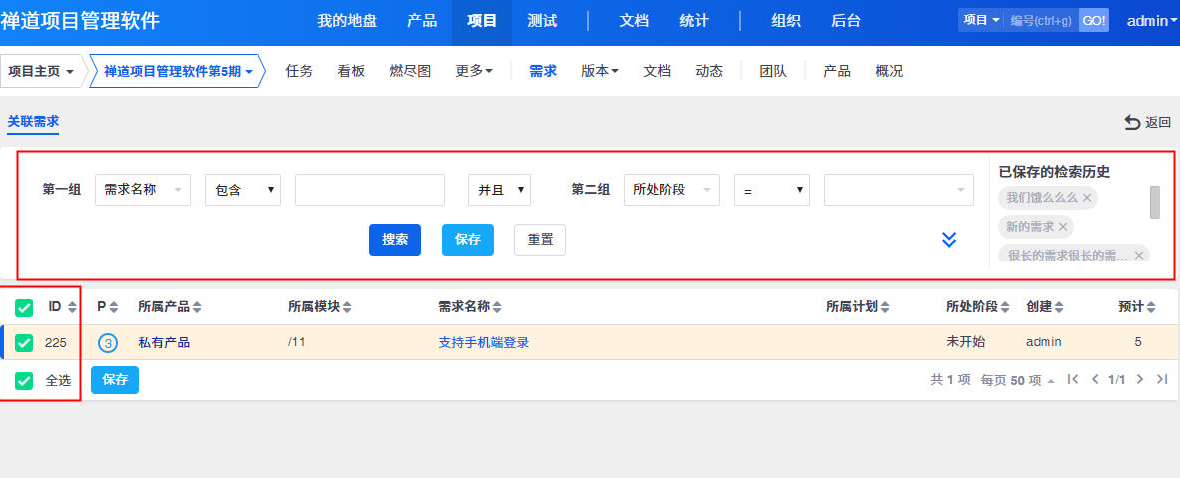 禅道项目管理软件 我的地盘 产品 项目 测试 文档 统计 组织 后台 项目 编号(ctrl+g) GO! admin
项目主页 禅道项目管理软件第5期 任务 看板 燃尽图 更多 需求 版本 文档 动态 团队 产品 概况
关联需求 返回
第一组 需求名称 包含 并且 第二组 所处阶段 =
搜索 保存 重置
已保存的检索历史
我们饿么么么 ×
新的需求 ×
很长的需求很长的需... ×
ID P 所属产品 所属模块 需求名称 所属计划 所处阶段 创建 预计
225 3 私有产品 /11 支持手机端登录 未开始 admin 5
全选 保存 共 1 项 每页 50 项 1/1